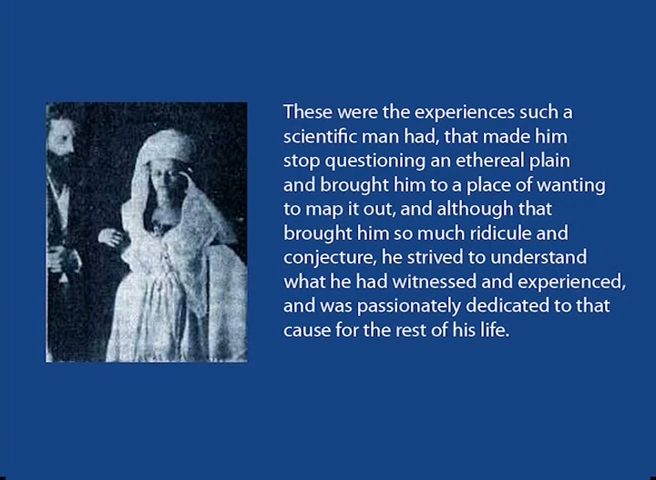 These were the experiences such a
scientific man had, that made him
stop questioning an ethereal plain
and brought him to a place of wanting
to map it out, and although that
brought him so much ridicule and
conjecture, he strived to understand
what he had witnessed and experienced,
and was passionately dedicated to that
cause for the rest of his life.